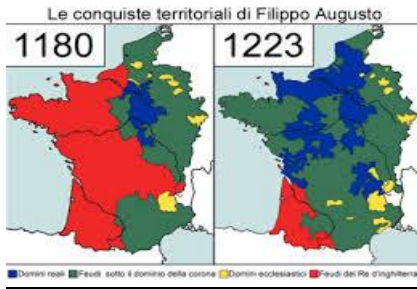 Le conquiste territoriali di Filippo Augusto
1180
1223
Domini reali Feudi sotto il dominio della corona Domini ecclesiastici Feudi del Re d'inghilterra